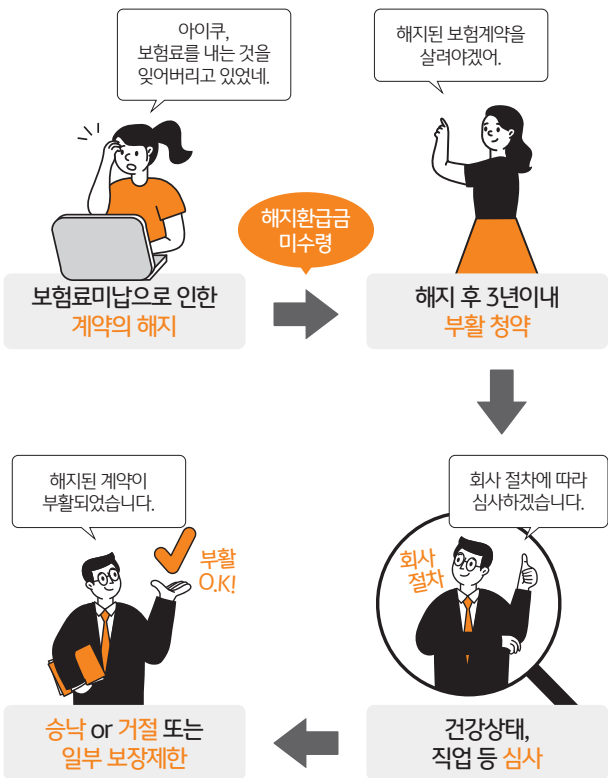 아이쿠,
보험료를 내는 것을
잊어버리고 있었네.
보험료미납으로 인한
계약의 해지
해지환급금
미수령
해지된 보험계약을
살려야겠어.
해지 후 3년이내
부활 청약
회사 절차에 따라
심사하겠습니다.
회사
절차
건강상태,
직업 등 심사
해지된 계약이
부활되었습니다.
부활
O.K!
승낙 or 거절 또는
일부 보장제한